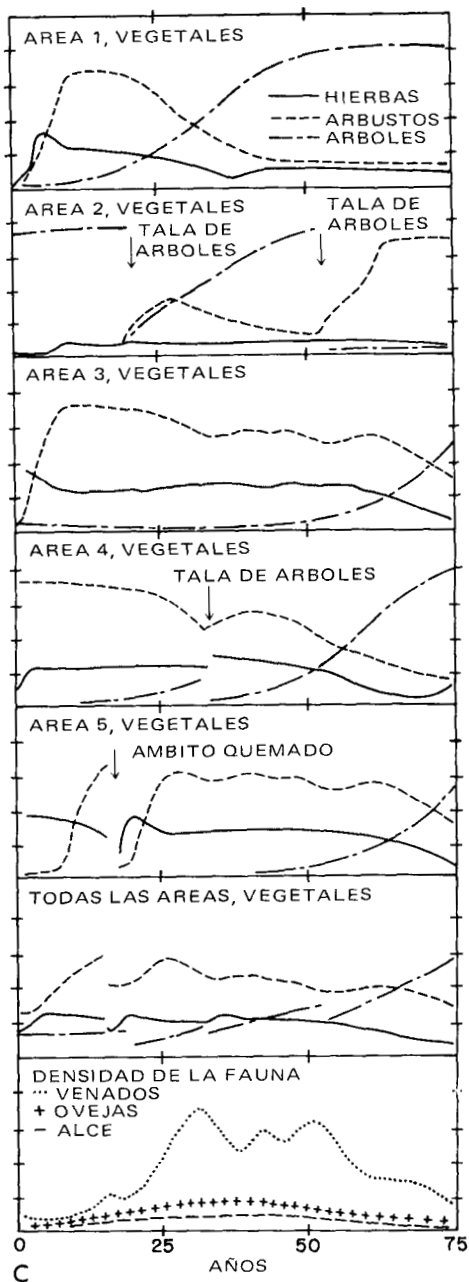 AREA 1, VEGETALES
HIERBAS
ARBUSTOS
ARBOLES
AREA 2, VEGETALES
TALA DE
ARBOLES
TALA DE
ARBOLES
AREA 3, VEGETALES
AREA 4, VEGETALES
TALA DE ARBOLES
AREA 5, VEGETALES
AMBITO QUEMADO
TODAS LAS AREAS, VEGETALES
DENSIDAD DE LA FAUNA
VENADOS
OVEJAS
ALCE
0 25 50 75
AÑOS
C